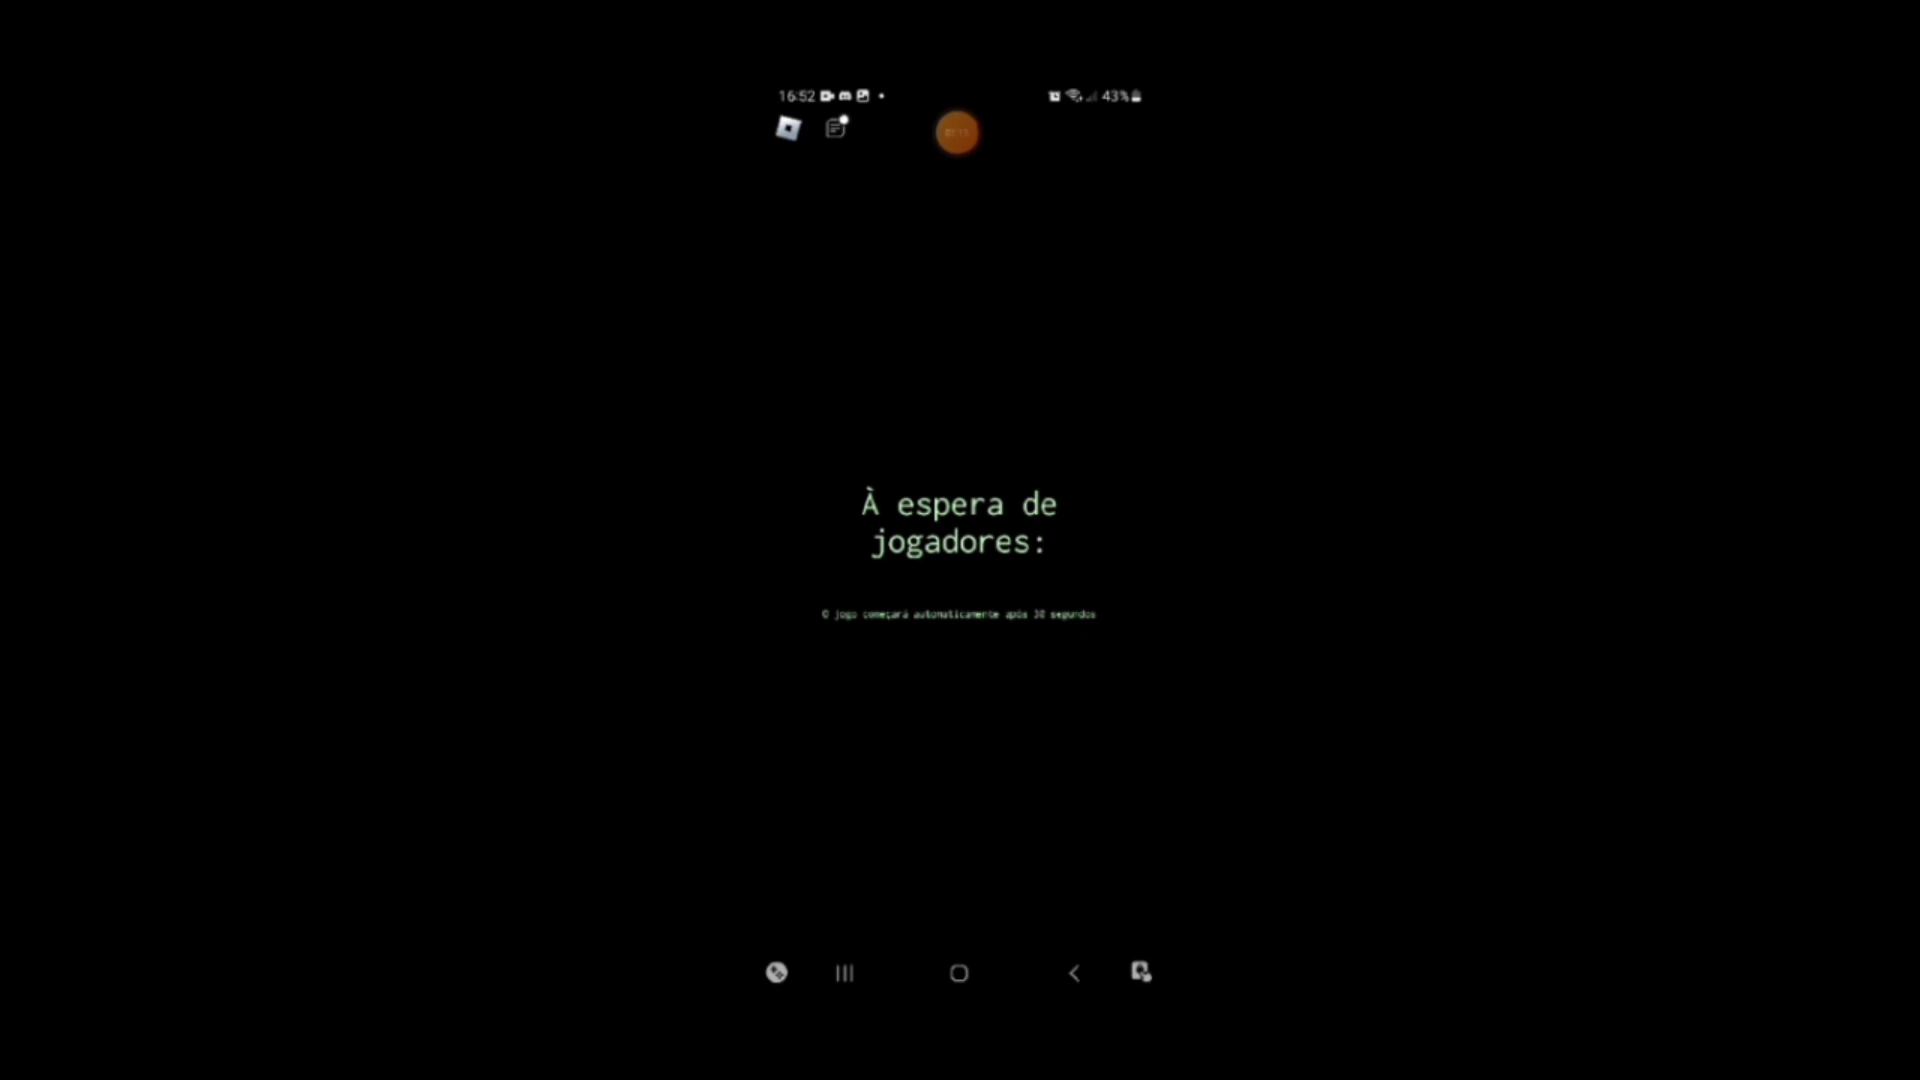 16:52
43%
À espera de
jogadores:
O jogo começará automaticamente após 30 segundos